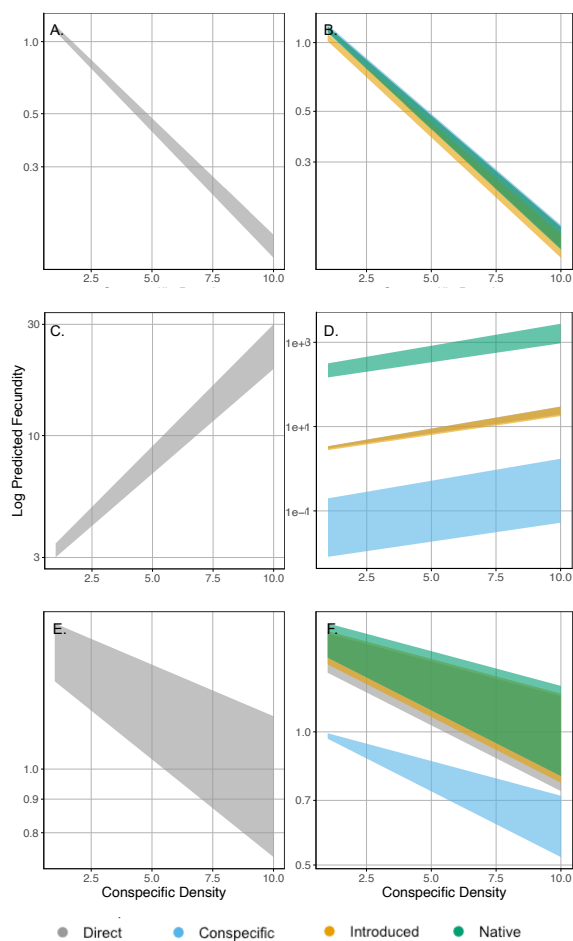 A.
1.0
0.5
0.3
2.5 5.0 7.5 10.0
B.
1.0
0.5
0.3
2.5 5.0 7.5 10.0
C.
30
10
3
2.5 5.0 7.5 10.0
Log Predicted Fecundity
D.
1e+3
1e+1
1e−1
2.5 5.0 7.5 10.0
E.
1.0
0.9
0.8
2.5 5.0 7.5 10.0
Conspecific Density
F.
1.0
0.7
0.5
2.5 5.0 7.5 10.0
Conspecific Density
Direct Conspecific Introduced Native